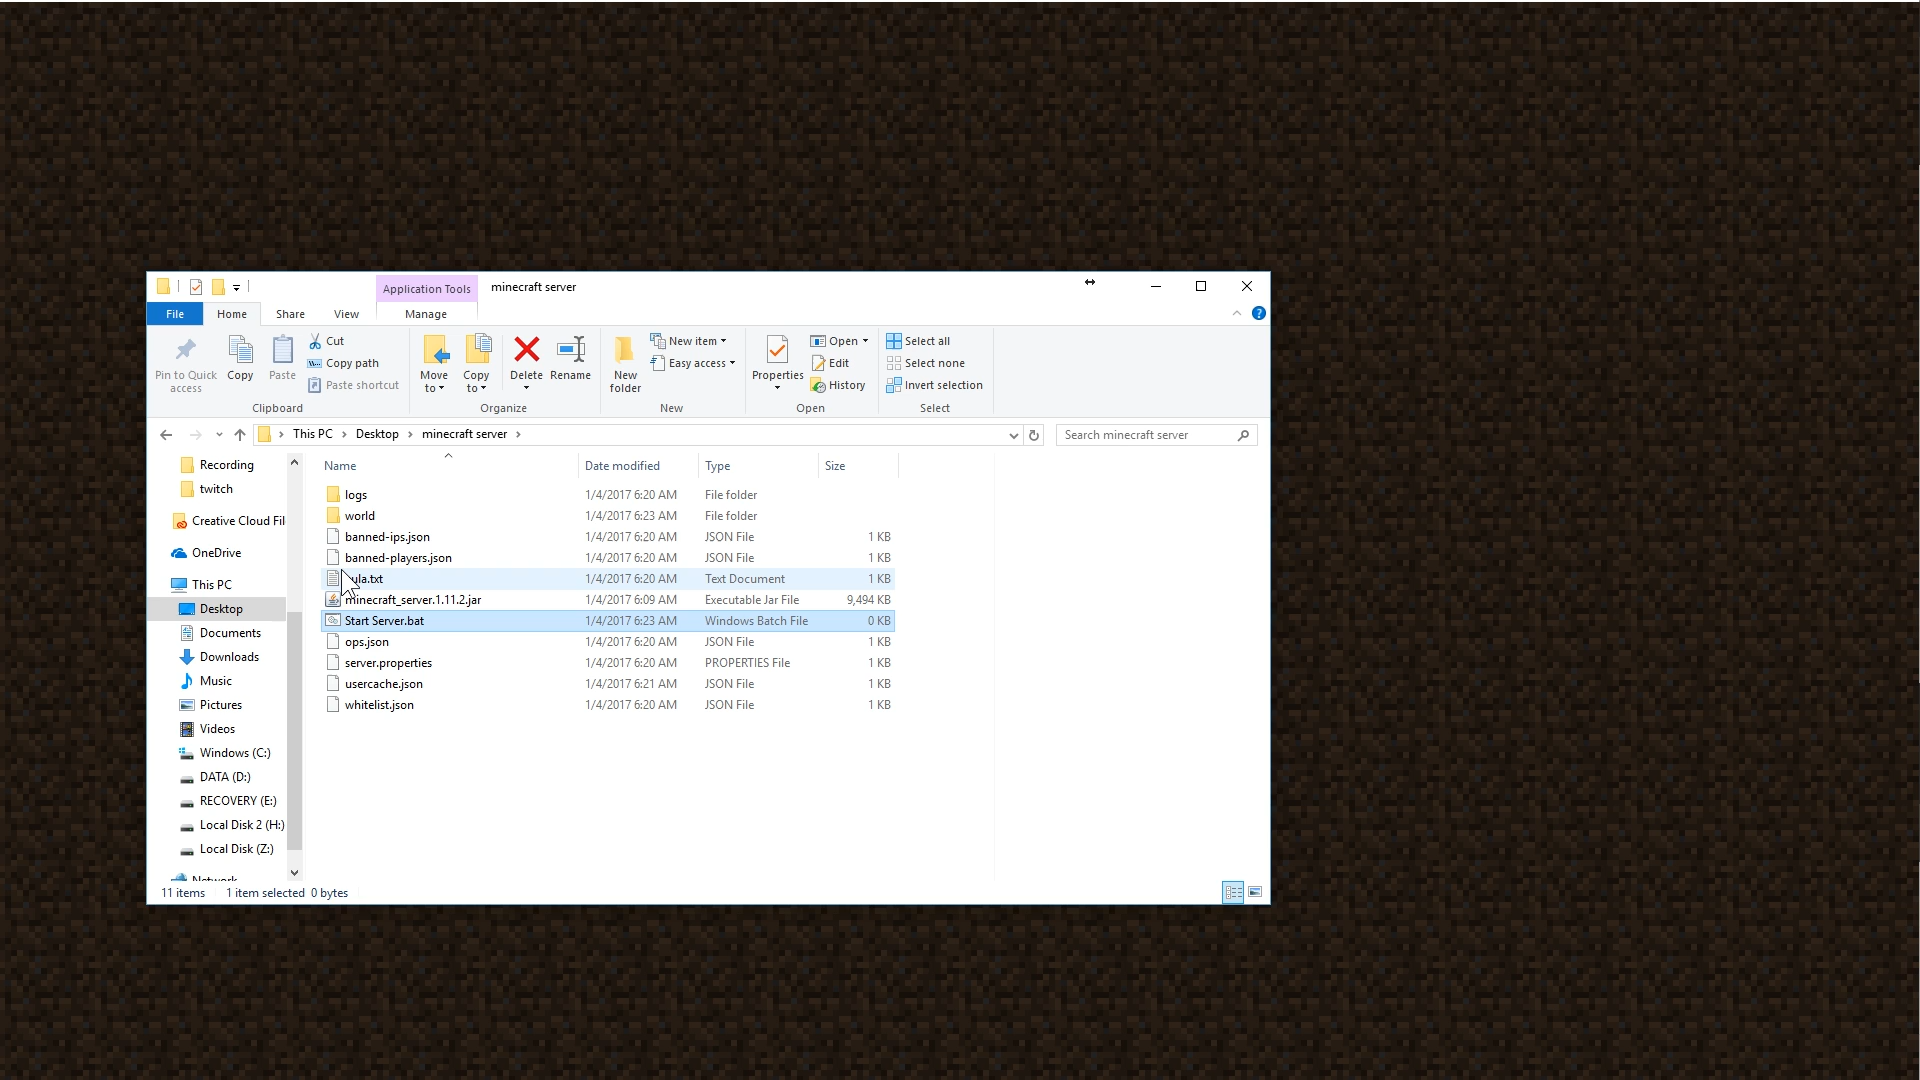 Application Tools
minecraft server
File
Home
Share
View
Manage
Pin to Quick access
Copy
Paste
Cut
Copy path
Paste shortcut
Clipboard
Move to
Copy to
Delete
Rename
Organize
New folder
New item
Easy access
New
Properties
Open
Edit
History
Open
Select all
Select none
Invert selection
Select
This PC > Desktop > minecraft server >
Search minecraft server
Recording
twitch
Creative Cloud Fil
OneDrive
This PC
Desktop
Documents
Downloads
Music
Pictures
Videos
Windows (C:)
DATA (D:)
RECOVERY (E:)
Local Disk 2 (H:)
Local Disk (Z:)
Network
Name Date modified Type Size
logs 1/4/2017 6:20 AM File folder
world 1/4/2017 6:23 AM File folder
banned-ips.json 1/4/2017 6:20 AM JSON File 1 KB
banned-players.json 1/4/2017 6:20 AM JSON File 1 KB
ula.txt 1/4/2017 6:20 AM Text Document 1 KB
minecraft_server.1.11.2.jar 1/4/2017 6:09 AM Executable Jar File 9,494 KB
Start Server.bat 1/4/2017 6:23 AM Windows Batch File 0 KB
ops.json 1/4/2017 6:20 AM JSON File 1 KB
server.properties 1/4/2017 6:20 AM PROPERTIES File 1 KB
usercache.json 1/4/2017 6:21 AM JSON File 1 KB
whitelist.json 1/4/2017 6:20 AM JSON File 1 KB
11 items 1 item selected 0 bytes